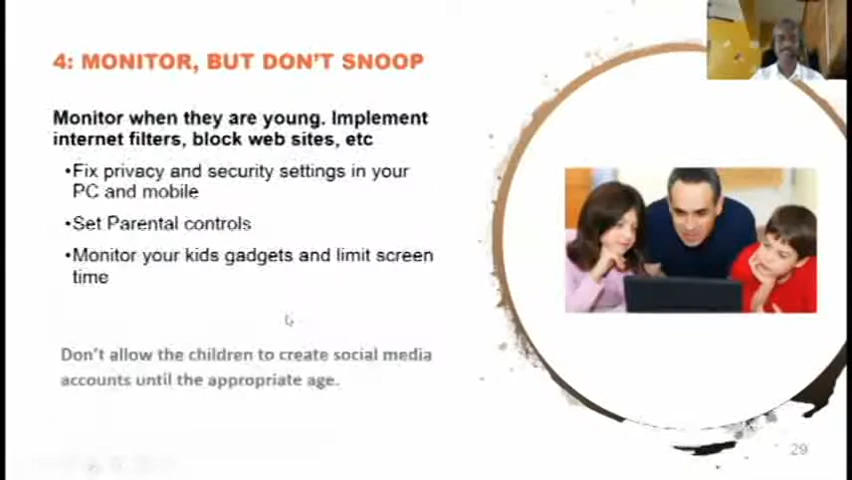 4: MONITOR, BUT DON'T SNOOP
Monitor when they are young. Implement
internet filters, block web sites, etc
•Fix privacy and security settings in your
PC and mobile
•Set Parental controls
•Monitor your kids gadgets and limit screen
time
Don't allow the children to create social media
accounts until the appropriate age.
29